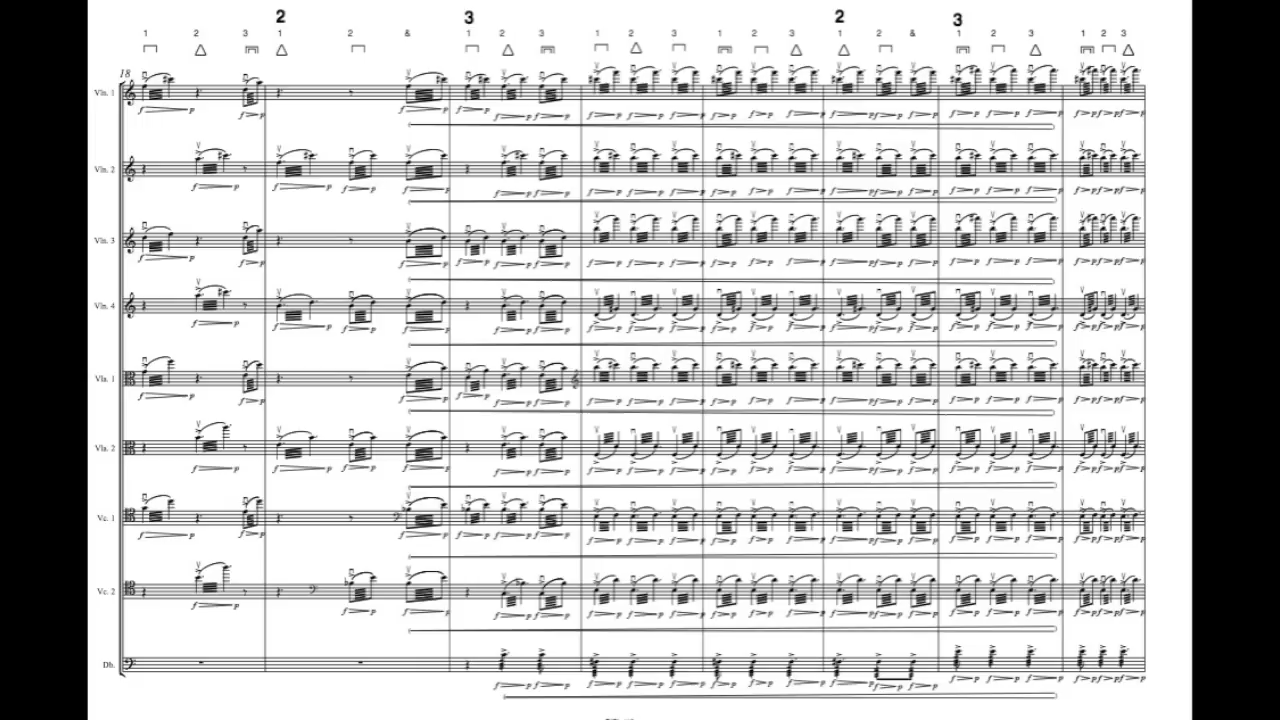 2 3 2 3
1 2 3 1 2 & 1 2 3 1 2 3 1 2 3 1 2 & 1 2 3 1 2 3
18
Vln. 1
Vln. 2
Vln. 3
Vln. 4
Vla. 1
Vla. 2
Vc. 1
Vc. 2
Db.